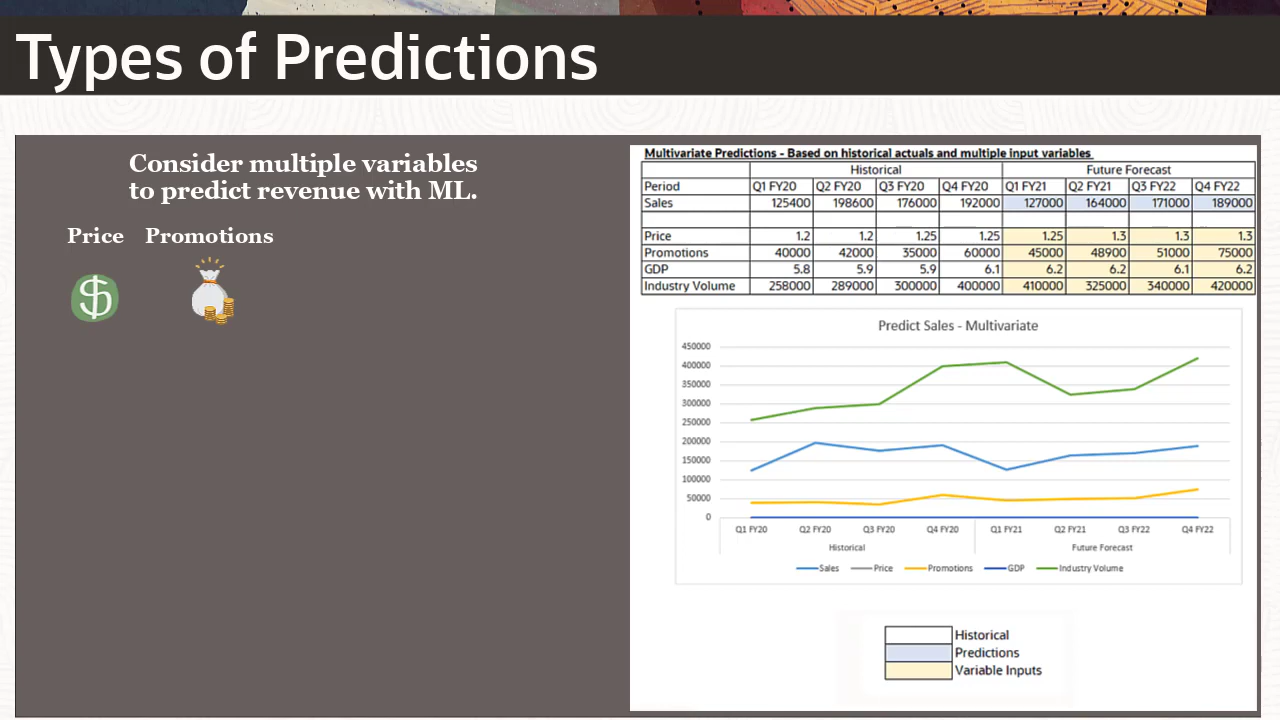 Types of Predictions
Consider multiple variables
to predict revenue with ML.
Price Promotions
Multivariate Predictions - Based on historical actuals and multiple input variables
Historical Future Forecast
Period Q1 FY20 Q2 FY20 Q3 FY20 Q4 FY20 Q1 FY21 Q2 FY21 Q3 FY22 Q4 FY22
Sales 125400 198600 176000 192000 127000 164000 171000 189000
Price 1.2 1.2 1.25 1.25 1.25 1.3 1.3 1.3
Promotions 40000 42000 35000 60000 45000 48900 51000 75000
GDP 5.8 5.9 5.9 6.1 6.2 6.2 6.1 6.2
Industry Volume 258000 289000 300000 400000 410000 325000 340000 420000
Predict Sales - Multivariate
450000
400000
350000
300000
250000
200000
150000
100000
50000
0
Q1 FY20 Q2 FY20 Q3 FY20 Q4 FY20 Q1 FY21 Q2 FY21 Q3 FY22 Q4 FY22
Historical Future Forecast
Sales Price Promotions GDP Industry Volume
Historical
Predictions
Variable Inputs